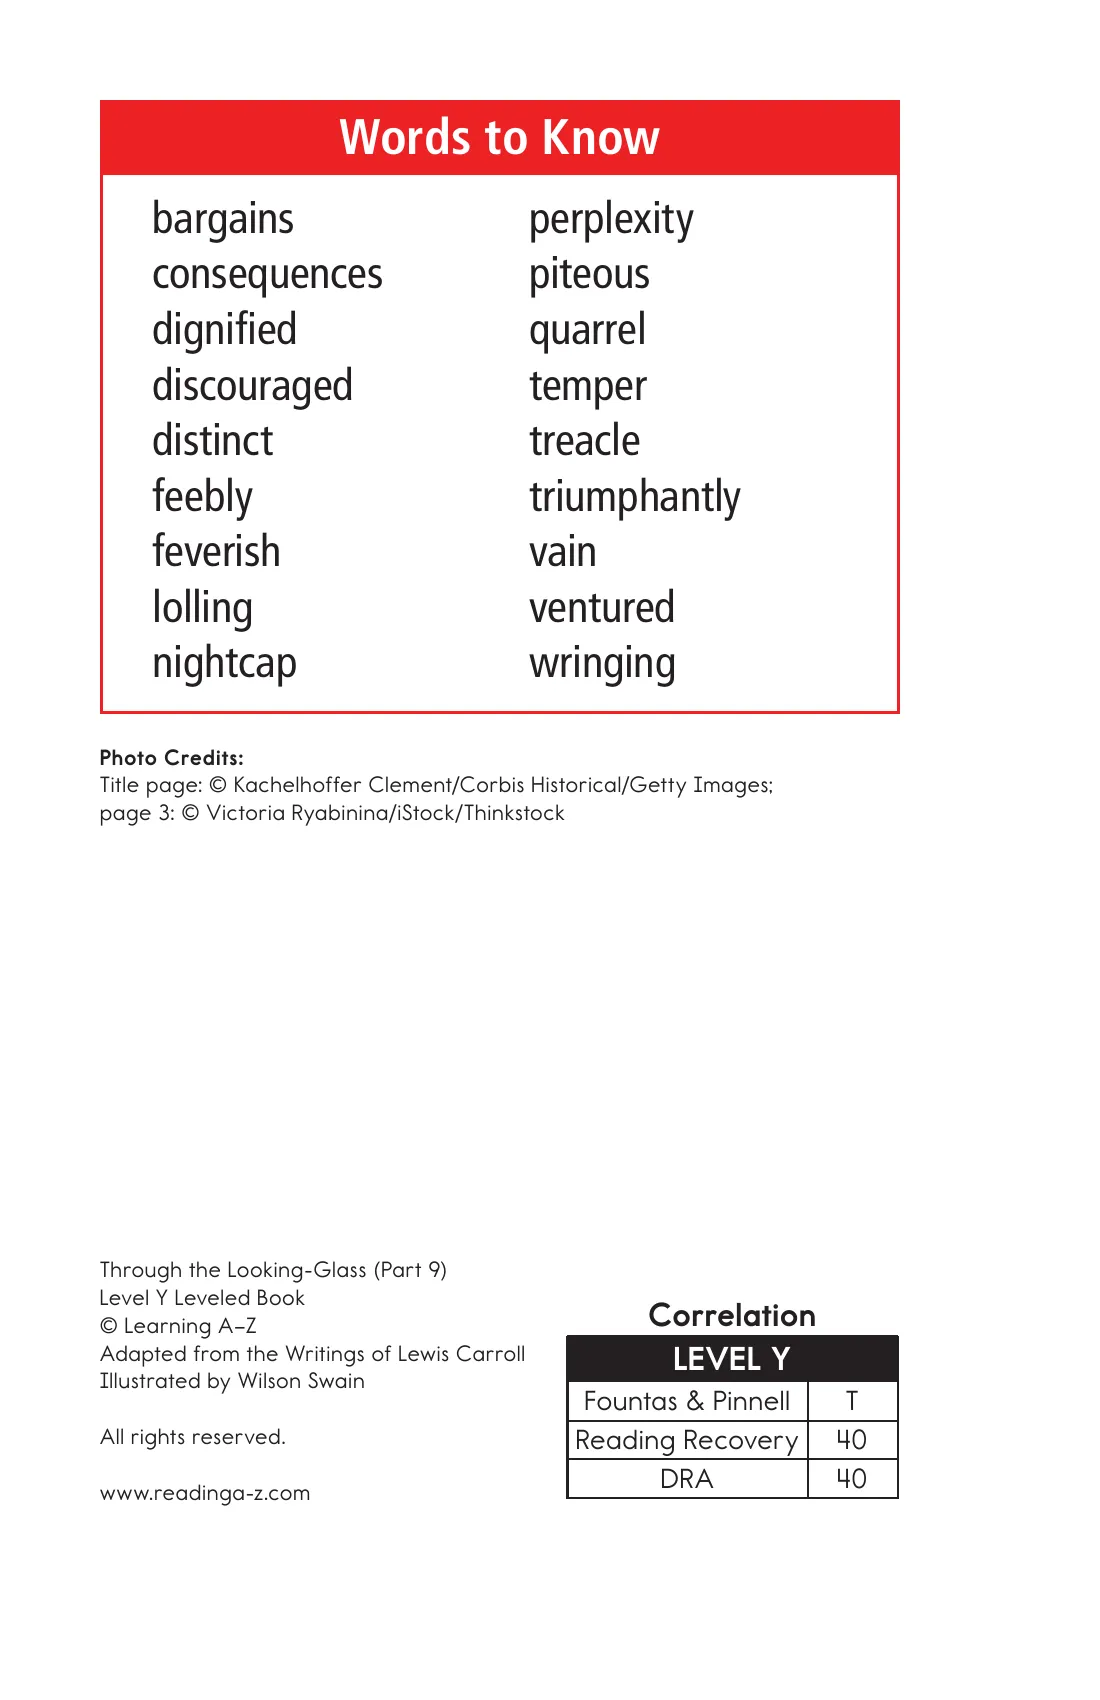 Words to Know
bargains
consequences
dignified
discouraged
distinct
feebly
feverish
lolling
nightcap
perplexity
piteous
quarrel
temper
treacle
triumphantly
vain
ventured
wringing
Photo Credits:
Title page: © Kachelhoffer Clement/Corbis Historical/Getty Images;
page 3: © Victoria Ryabinina/iStock/Thinkstock
Through the Looking-Glass (Part 9)
Level Y Leveled Book
© Learning A–Z
Adapted from the Writings of Lewis Carroll
Illustrated by Wilson Swain
All rights reserved.
www.readinga-z.com
Correlation
LEVEL Y
Fountas & Pinnell T
Reading Recovery 40
DRA 40